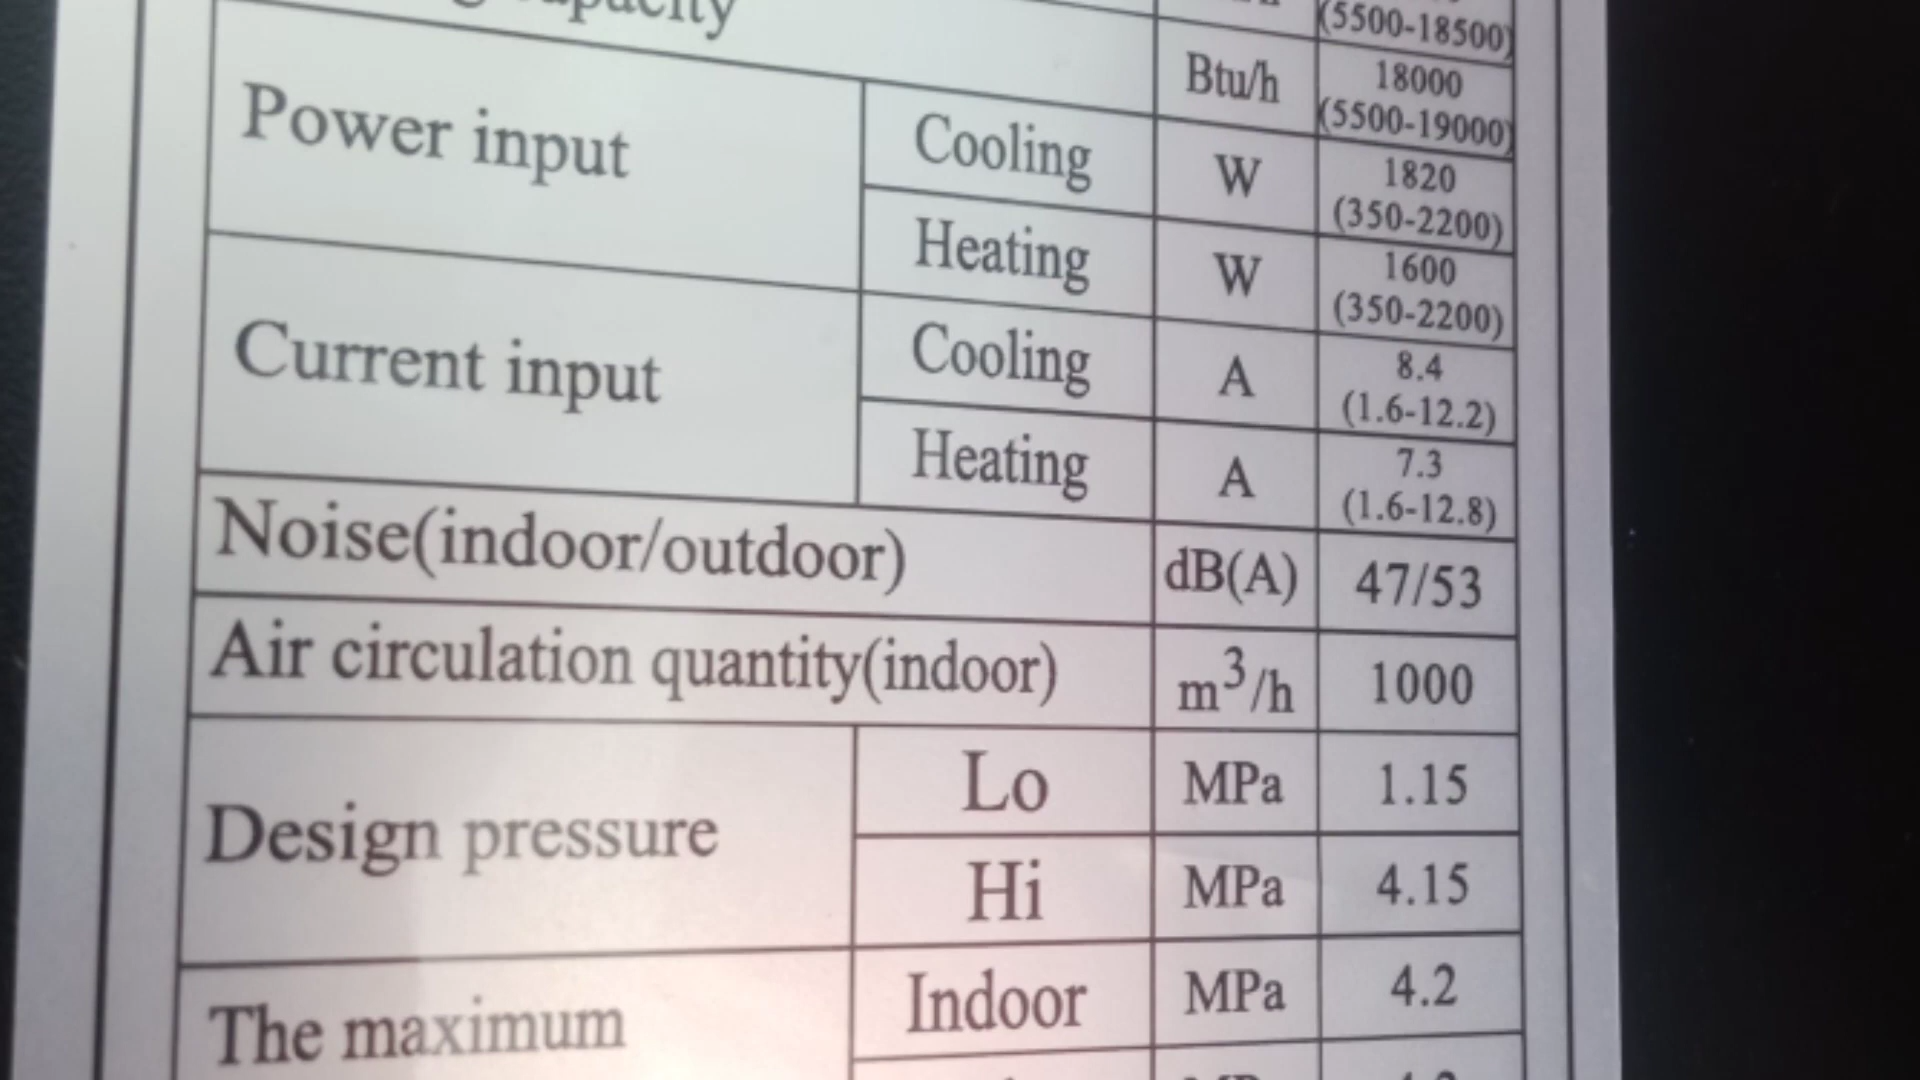 capacity
(5500-18500)
Btu/h 18000
(5500-19000)
Power input Cooling W 1820
(350-2200)
Heating W 1600
(350-2200)
Current input Cooling A 8.4
(1.6-12.2)
Heating A 7.3
(1.6-12.8)
Noise(indoor/outdoor) dB(A) 47/53
Air circulation quantity(indoor) m³/h 1000
Design pressure Lo MPa 1.15
Hi MPa 4.15
The maximum Indoor MPa 4.2